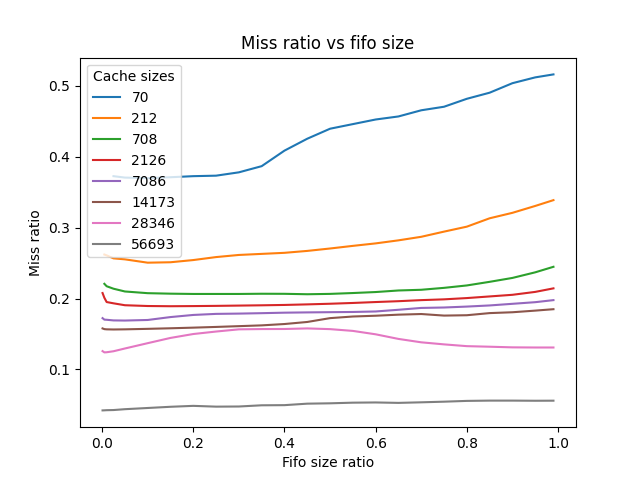 Miss ratio vs fifo size
Cache sizes
70
212
708
2126
7086
14173
28346
56693
0.5
0.4
0.3
0.2
0.1
Miss ratio
0.0 0.2 0.4 0.6 0.8 1.0
Fifo size ratio